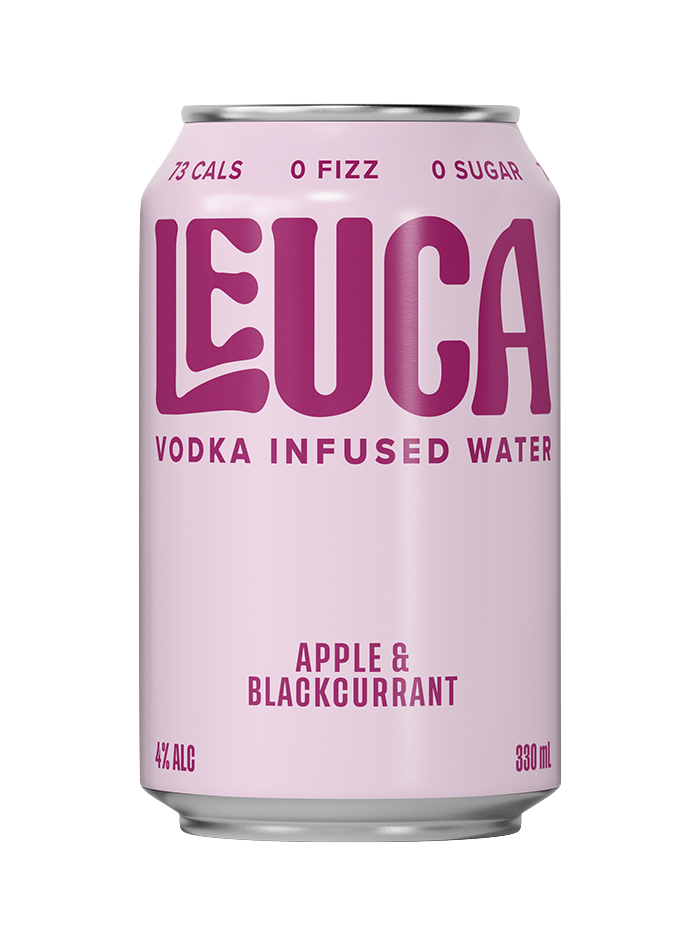 73 CALS 0 FIZZ 0 SUGAR
LEUCA
VODKA INFUSED WATER
APPLE &
BLACKCURRANT
4% ALC 330 mL